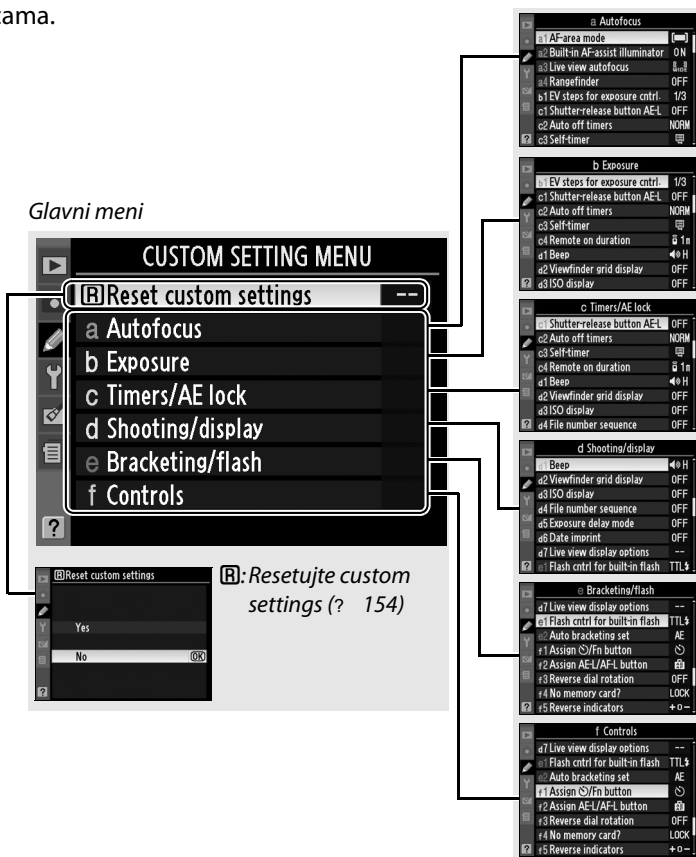 tama.
Glavni meni
CUSTOM SETTING MENU
R Reset custom settings --
a Autofocus
b Exposure
c Timers/AE lock
d Shooting/display
e Bracketing/flash
f Controls
?
R Reset custom settings
Yes
No OK
?
R: Resetujte custom
settings (? 154)
a Autofocus
a1 AF-area mode
a2 Built-in AF-assist illuminator ON
a3 Live view autofocus
a4 Rangefinder OFF
b1 EV steps for exposure cntrl. 1/3
c1 Shutter-release button AE-L OFF
c2 Auto off timers NORM
? c3 Self-timer
b Exposure
b1 EV steps for exposure cntrl. 1/3
c1 Shutter-release button AE-L OFF
c2 Auto off timers NORM
c3 Self-timer
c4 Remote on duration 1m
d1 Beep H
d2 Viewfinder grid display OFF
? d3 ISO display OFF
c Timers/AE lock
c1 Shutter-release button AE-L OFF
c2 Auto off timers NORM
c3 Self-timer
c4 Remote on duration 1m
d1 Beep H
d2 Viewfinder grid display OFF
d3 ISO display OFF
? d4 File number sequence OFF
d Shooting/display
d1 Beep H
d2 Viewfinder grid display OFF
d3 ISO display OFF
d4 File number sequence OFF
d5 Exposure delay mode OFF
d6 Date imprint OFF
d7 Live view display options --
? e1 Flash cntrl for built-in flash TTL
e Bracketing/flash
d7 Live view display options --
e1 Flash cntrl for built-in flash TTL
e2 Auto bracketing set AE
f1 Assign /Fn button
f2 Assign AE-L/AF-L button
f3 Reverse dial rotation OFF
f4 No memory card? LOCK
? f5 Reverse indicators +0-
f Controls
d7 Live view display options --
e1 Flash cntrl for built-in flash TTL
e2 Auto bracketing set AE
f1 Assign /Fn button
f2 Assign AE-L/AF-L button
f3 Reverse dial rotation OFF
f4 No memory card? LOCK
? f5 Reverse indicators +0-